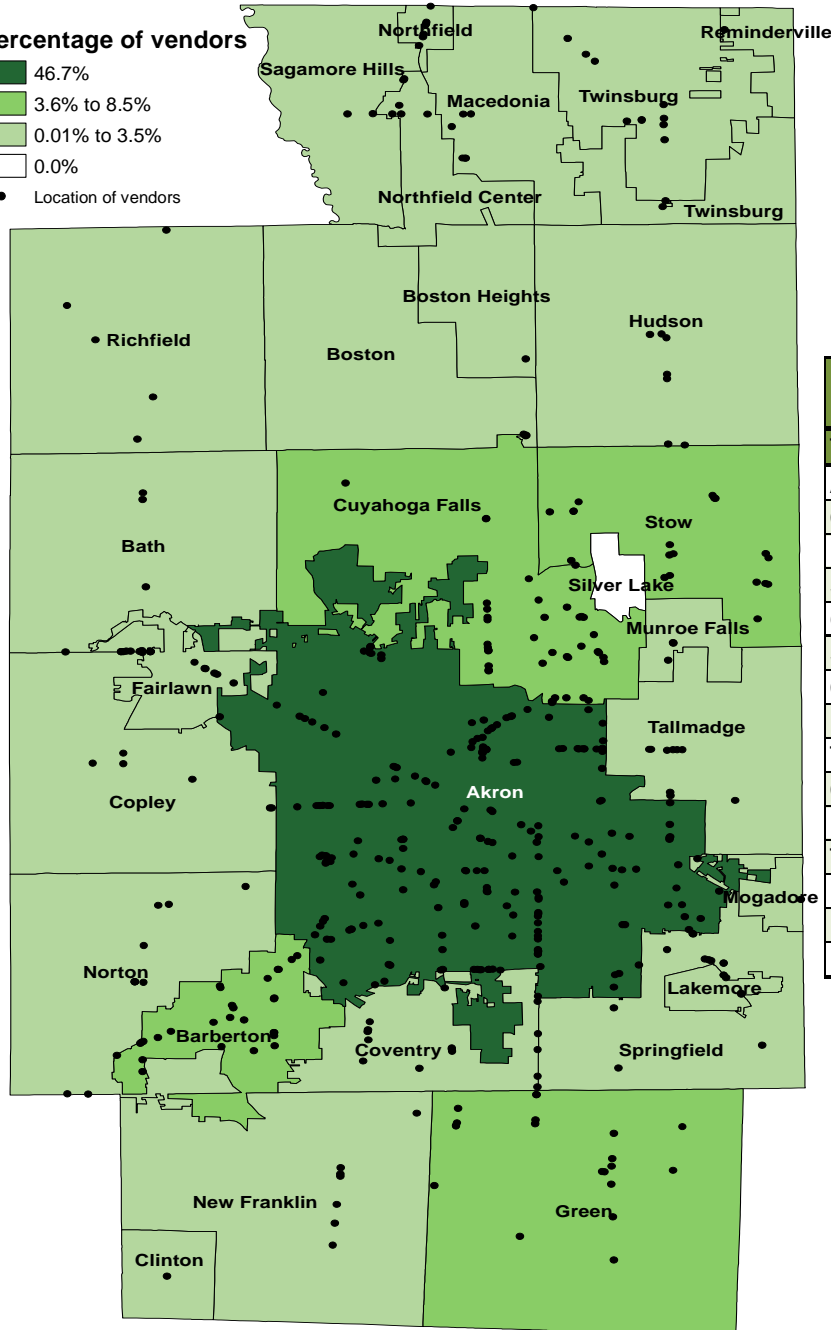 ercentage of vendors
46.7%
3.6% to 8.5%
0.01% to 3.5%
0.0%
Location of vendors
Northfield
Reminderville
Sagamore Hills
Macedonia
Twinsburg
Northfield Center
Twinsburg
Boston Heights
Hudson
Richfield
Boston
Cuyahoga Falls
Stow
Bath
Silver Lake
Munroe Falls
Fairlawn
Tallmadge
Akron
Copley
Mogadore
Norton
Lakemore
Barberton
Coventry
Springfield
New Franklin
Green
Clinton